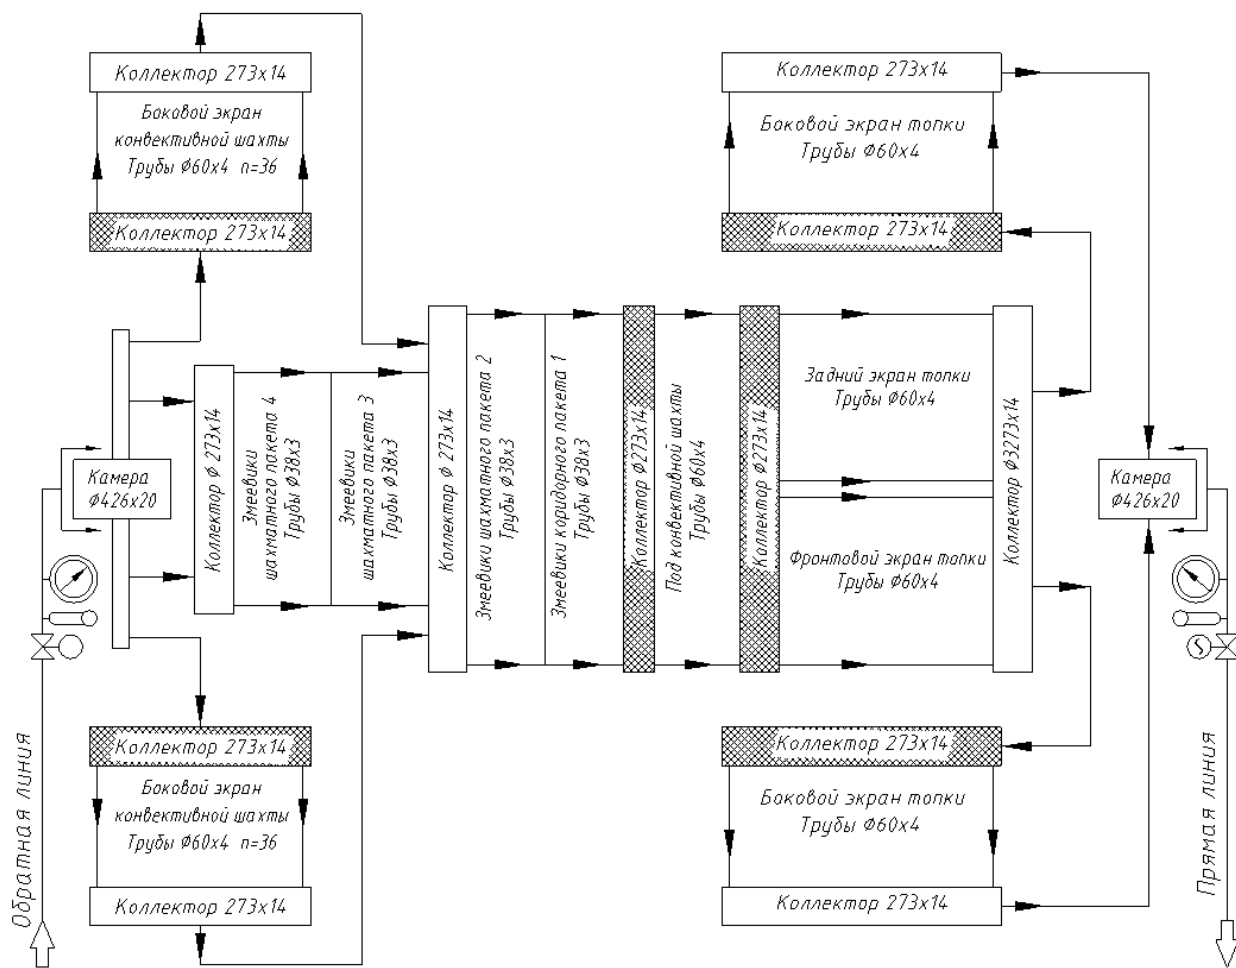 Коллектор 273х14
Боковой экран
конвективной шахты
Трубы Ф60х4 n=36
Коллектор 273х14
Коллектор 273х14
Боковой экран топки
Трубы Ф60х4
Коллектор 273х14
Камера
Ф426х20
Коллектор Ф 273х14
Змеевики
шахматного пакета 4
Трубы Ф38х3
Змеевики
шахматного пакета 3
Трубы Ф38х3
Коллектор Ф 273х14
Змеевики шахматного пакета 2
Трубы Ф38х3
Змеевики коридорного пакета 1
Трубы Ф38х3
Коллектор Ф273х14
Под конвективной шахты
Трубы Ф60х4
Коллектор Ф273х14
Задний экран топки
Трубы Ф60х4
Фронтовой экран топки
Трубы Ф60х4
Коллектор Ф3273х14
Камера
Ф426х20
Обратная линия
Коллектор 273х14
Боковой экран
конвективной шахты
Трубы Ф60х4 n=36
Коллектор 273х14
Коллектор 273х14
Боковой экран топки
Трубы Ф60х4
Коллектор 273х14
Прямая линия